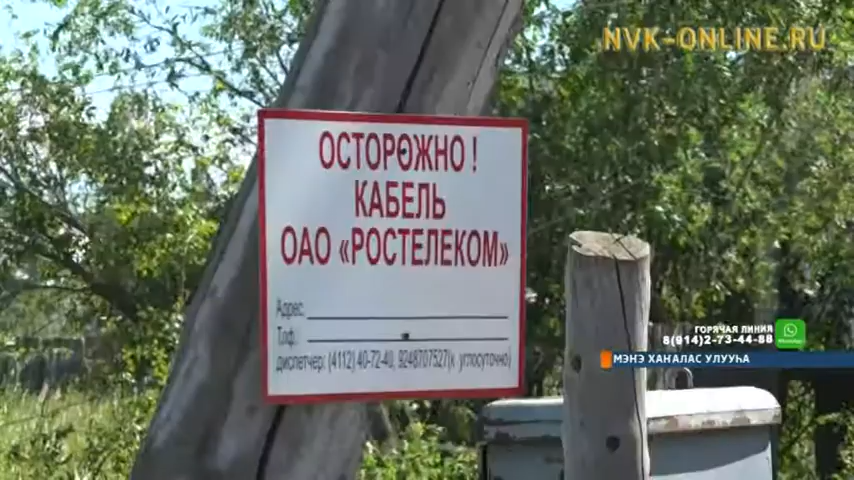 NVK-ONLINE.RU
ОСТОРОЖНО !
КАБЕЛЬ
ОАО «РОСТЕЛЕКОМ»
Адрес:
Тлф:
диспетчер: (4112) 40-72-40, 9248707527(к углосуточно)
ГОРЯЧАЯ ЛИНИЯ
8(914)2-73-44-88
МЭНЭ ХАҤАЛАС УЛУУҺА